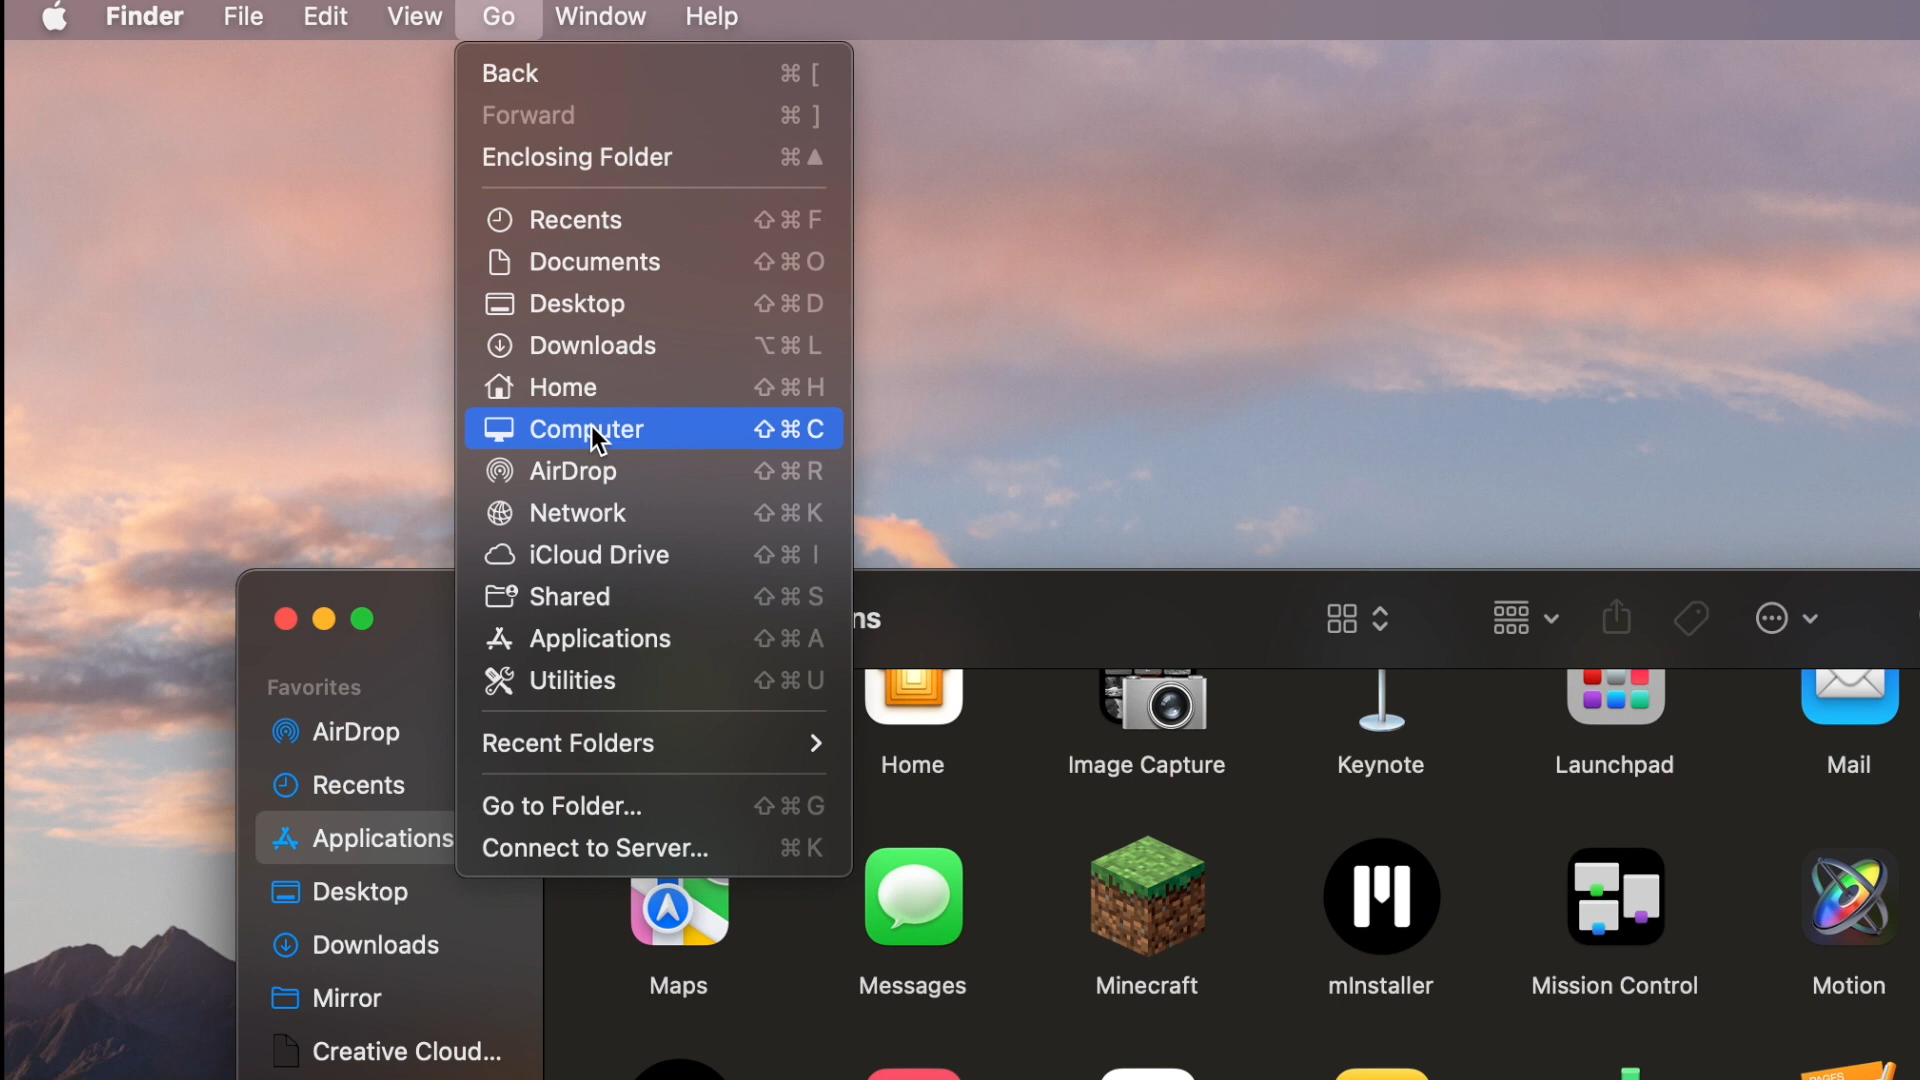 Finder File Edit View Go Window Help
Back ⌘ [
Forward ⌘ ]
Enclosing Folder ⌘▲
Recents ⇧⌘F
Documents ⇧⌘O
Desktop ⇧⌘D
Downloads ⌥⌘L
Home ⇧⌘H
Computer ⇧⌘C
AirDrop ⇧⌘R
Network ⇧⌘K
iCloud Drive ⇧⌘I
Shared ⇧⌘S
Applications ⇧⌘A
Utilities ⇧⌘U
Recent Folders
Go to Folder... ⇧⌘G
Connect to Server... ⌘K
ns
Favorites
AirDrop
Recents
Applications
Desktop
Downloads
Mirror
Creative Cloud...
Home Image Capture Keynote Launchpad Mail
Maps Messages Minecraft mInstaller Mission Control Motion
PAGES